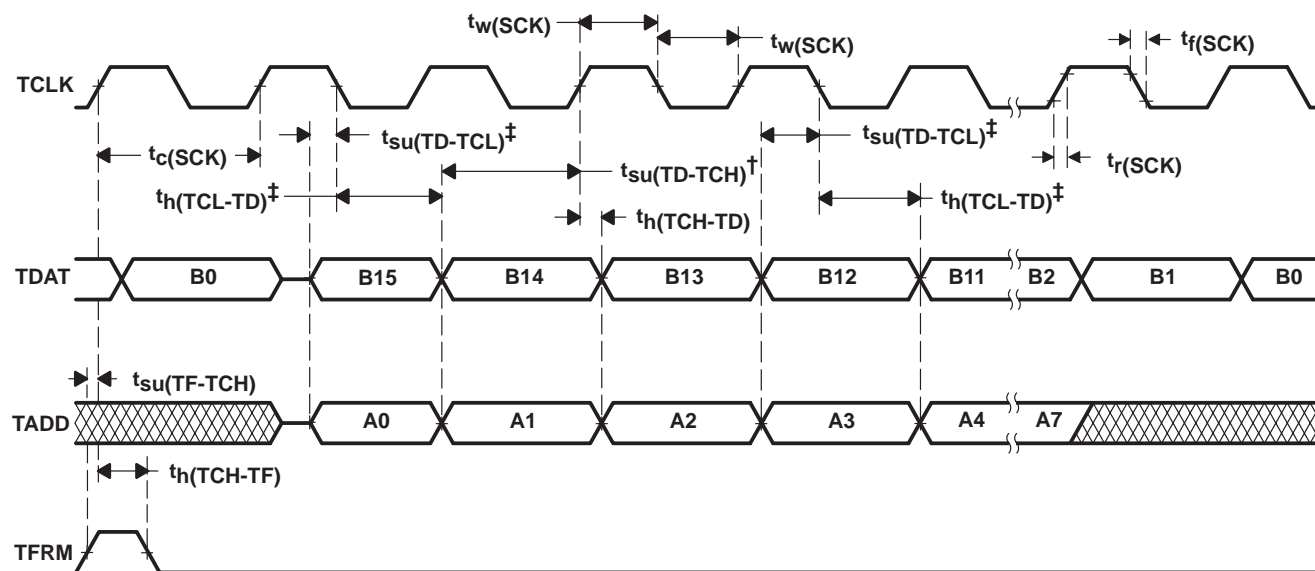 tw(SCK)
tw(SCK)
tf(SCK)
TCLK
tsu(TD-TCL)‡
tsu(TD-TCL)‡
tc(SCK)
tsu(TD-TCH)†
tr(SCK)
th(TCL-TD)‡
th(TCL-TD)‡
th(TCH-TD)
TDAT B0 B15 B14 B13 B12 B11 B2 B1 B0
tsu(TF-TCH)
TADD A0 A1 A2 A3 A4 A7
th(TCH-TF)
TFRM